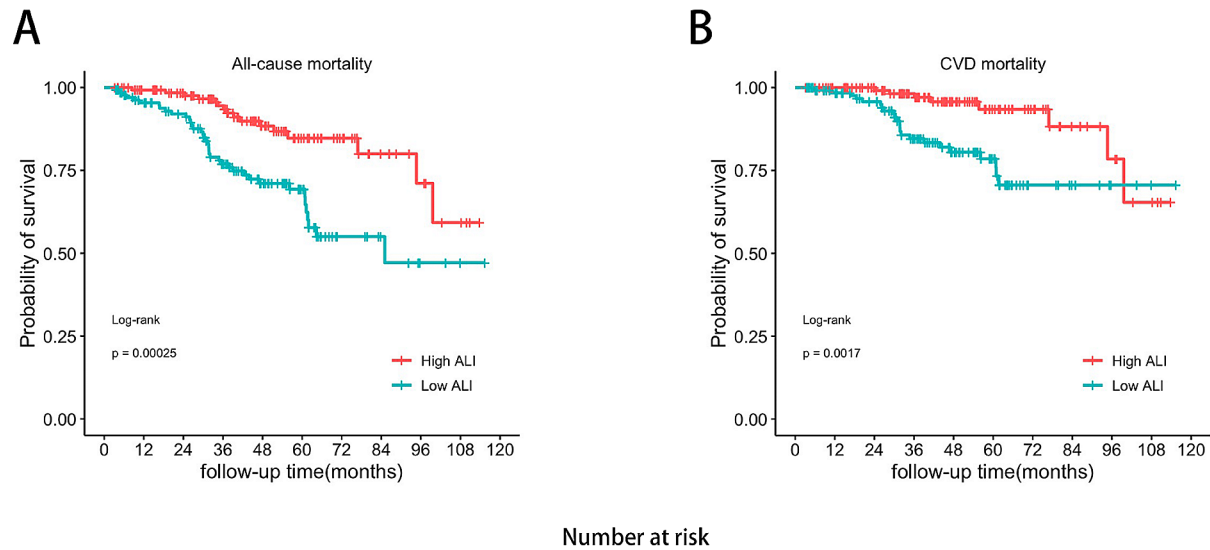 A
All-cause mortality
Probability of survival
1.00
0.75
0.50
0.25
0.00
Log-rank
p = 0.00025
High ALI
Low ALI
0 12 24 36 48 60 72 84 96 108 120
follow-up time(months)
B
CVD mortality
Probability of survival
1.00
0.75
0.50
0.25
0.00
Log-rank
p = 0.0017
High ALI
Low ALI
0 12 24 36 48 60 72 84 96 108 120
follow-up time(months)
Number at risk